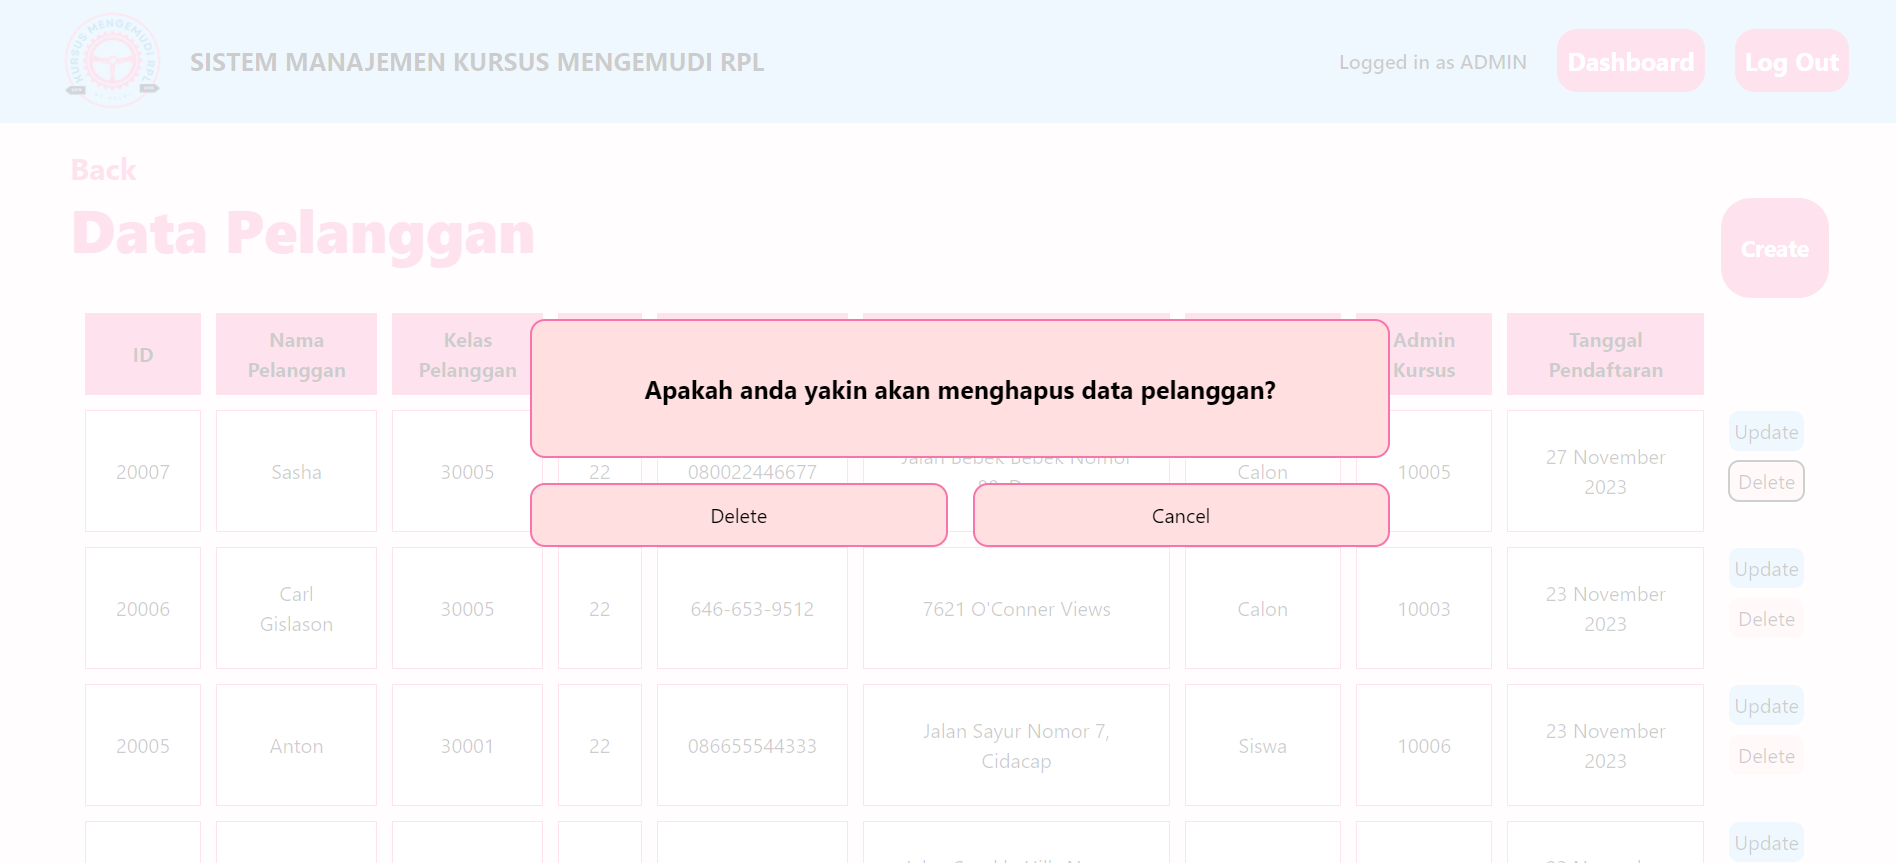 KURSUS MENGEMUDI RPL
SISTEM MANAJEMEN KURSUS MENGEMUDI RPL
Logged in as ADMIN
Dashboard
Log Out
Back
Data Pelanggan
Create
ID
Nama
Pelanggan
Kelas
Pelanggan
Admin
Kursus
Tanggal
Pendaftaran
Apakah anda yakin akan menghapus data pelanggan?
20007
Sasha
30005
22
080022446677
Jalan Bebek Bebek Nomor
Calon
10005
27 November
2023
Update
Delete
Delete
Cancel
20006
Carl
Gislason
30005
22
646-653-9512
7621 O'Conner Views
Calon
10003
23 November
2023
Update
Delete
20005
Anton
30001
22
086655544333
Jalan Sayur Nomor 7,
Cidacap
Siswa
10006
23 November
2023
Update
Delete
Update